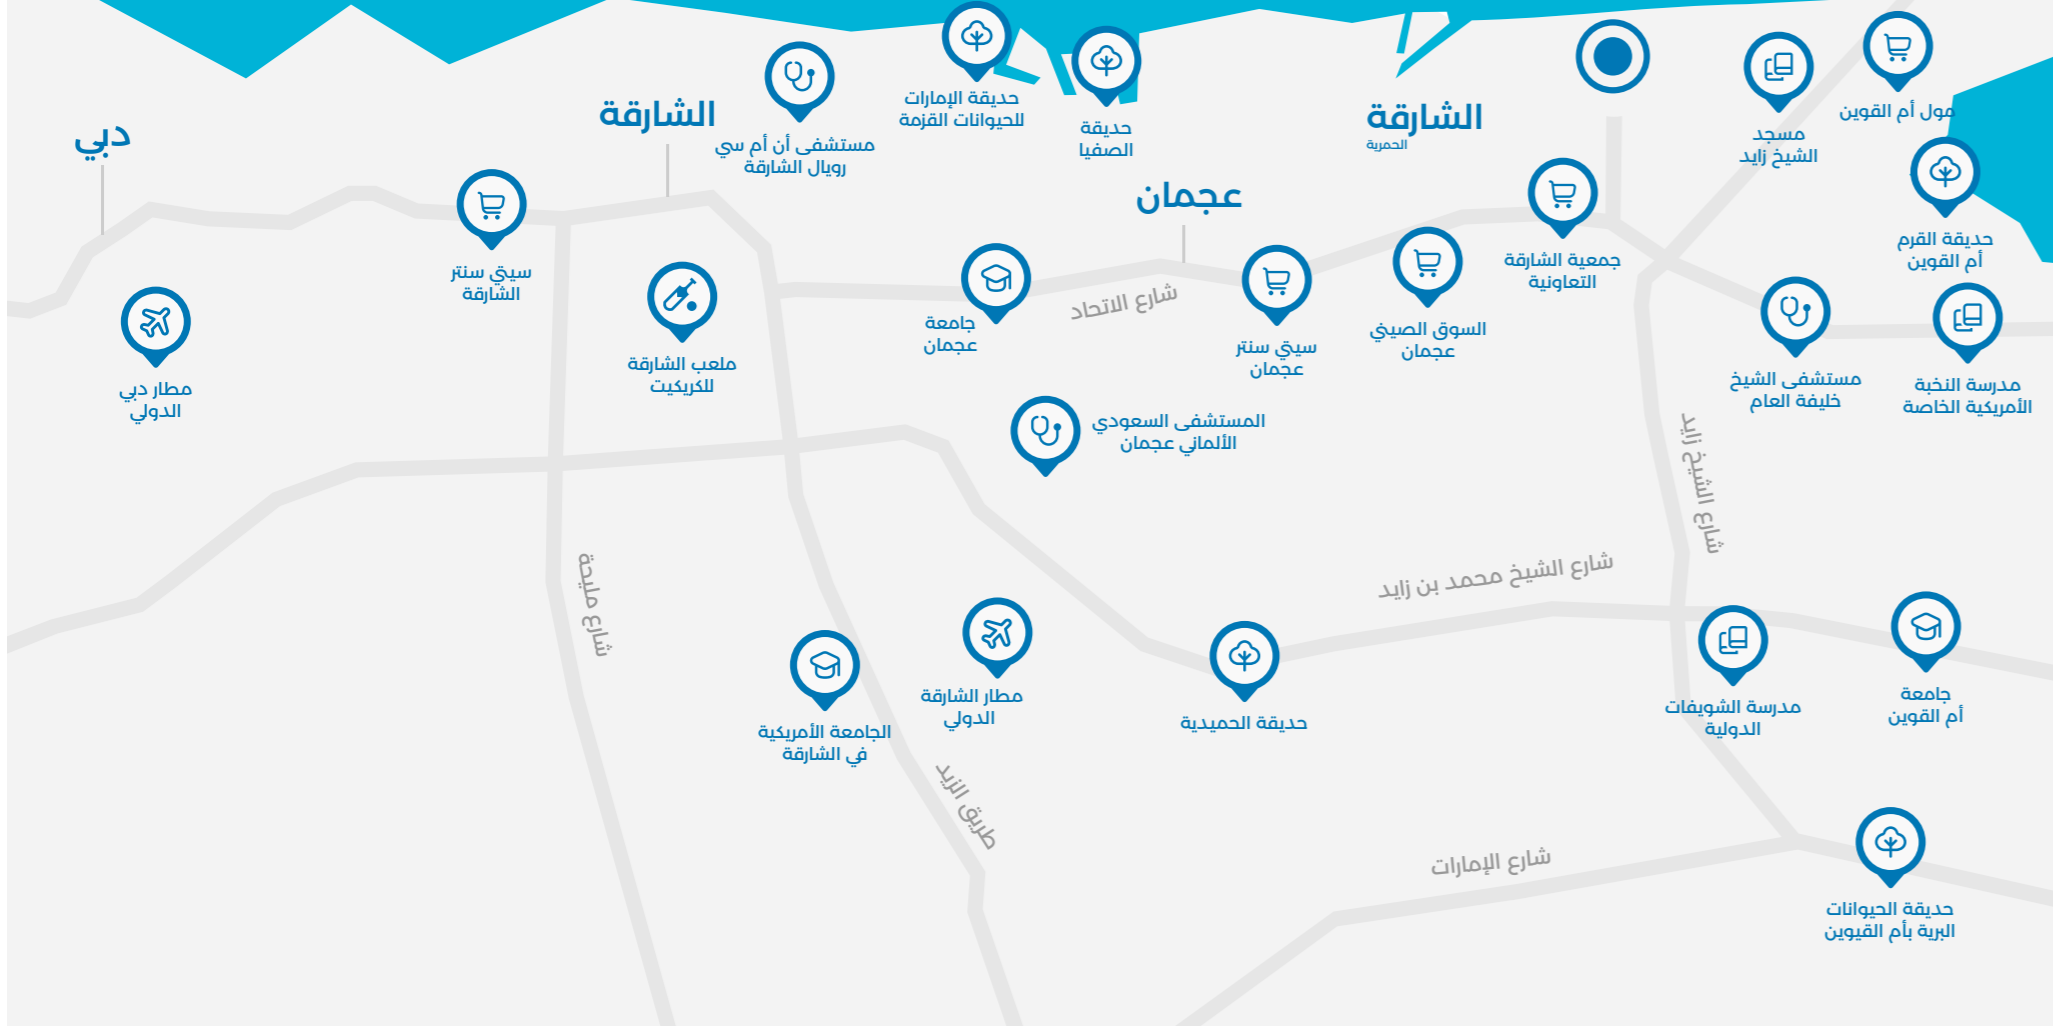 حديقة الإمارات
للحيوانات القزمة
الشارقة
الشارقة
الحمرية
مول أم القوين
دبي
حديقة
الصفيا
مسجد
الشيخ زايد
مستشفى أن أم سي
رويال الشارقة
عجمان
حديقة القرم
أم القوين
جمعية الشارقة
التعاونية
سيتي سنتر
الشارقة
شارع الاتحاد
جامعة
عجمان
السوق الصيني
عجمان
سيتي سنتر
عجمان
ملعب الشارقة
للكريكيت
مستشفى الشيخ
خليفة العام
مدرسة النخبة
الأمريكية الخاصة
مطار دبي
الدولي
المستشفى السعودي
الألماني عجمان
شارع الشيخ زايد
شارع الشيخ محمد بن زايد
شارع مليحة
مطار الشارقة
الدولي
جامعة
أم القوين
مدرسة الشويفات
الدولية
حديقة الحميدية
الجامعة الأمريكية
في الشارقة
طريق الزيد
شارع الإمارات
حديقة الحيوانات
البرية بأم القيوين